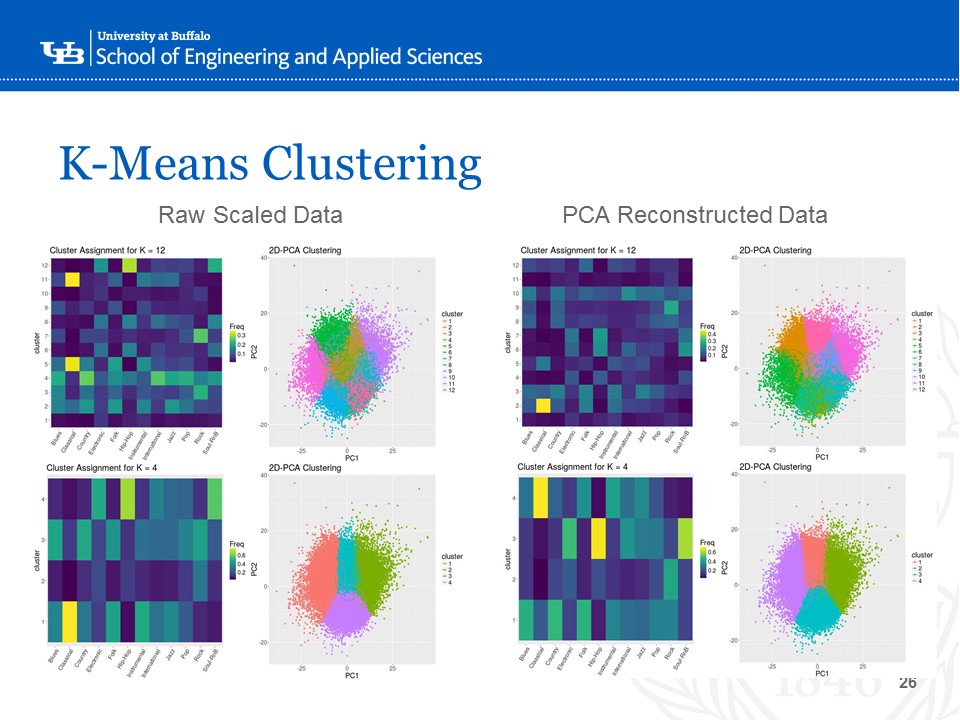 University at Buffalo
School of Engineering and Applied Sciences
K-Means Clustering
Raw Scaled Data
PCA Reconstructed Data
Cluster Assignment for K = 12
cluster
12
11
10
9
8
7
6
5
4
3
2
1
Blues
Classical
Country
Electronic
Folk
Hip-Hop
Instrumental
International
Jazz
Pop
Rock
Soul-RnB
Freq
0.3
0.2
0.1
2D-PCA Clustering
PC2
40
20
0
-20
-25
0
25
PC1
cluster
1
2
3
4
5
6
7
8
9
10
11
12
Cluster Assignment for K = 12
cluster
12
11
10
9
8
7
6
5
4
3
2
1
Blues
Classical
Country
Electronic
Folk
Hip-Hop
Instrumental
International
Jazz
Pop
Rock
Soul-RnB
Freq
0.4
0.3
0.2
0.1
2D-PCA Clustering
PC2
40
20
0
-20
-25
0
25
PC1
cluster
1
2
3
4
5
6
7
8
9
10
11
12
Cluster Assignment for K = 4
cluster
4
3
2
1
Blues
Classical
Country
Electronic
Folk
Hip-Hop
Instrumental
International
Jazz
Pop
Rock
Soul-RnB
Freq
0.6
0.4
0.2
2D-PCA Clustering
PC2
40
20
0
-20
-25
0
25
PC1
cluster
1
2
3
4
Cluster Assignment for K = 4
cluster
4
3
2
1
Blues
Classical
Country
Electronic
Folk
Hip-Hop
Instrumental
International
Jazz
Pop
Rock
Soul-RnB
Freq
0.6
0.4
0.2
2D-PCA Clustering
PC2
40
20
0
-20
-25
0
25
PC1
cluster
1
2
3
4
1846
26